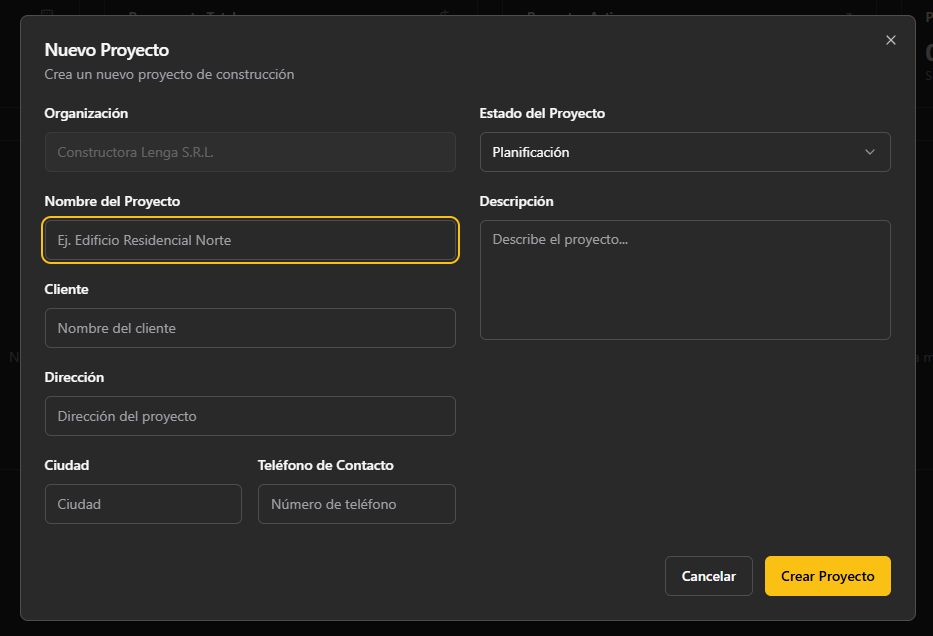 Nuevo Proyecto
Crea un nuevo proyecto de construcción
Organización
Constructora Lenga S.R.L.
Nombre del Proyecto
Ej. Edificio Residencial Norte
Cliente
Nombre del cliente
Dirección
Dirección del proyecto
Ciudad
Ciudad
Teléfono de Contacto
Número de teléfono
Estado del Proyecto
Planificación
Descripción
Describe el proyecto...
Cancelar
Crear Proyecto